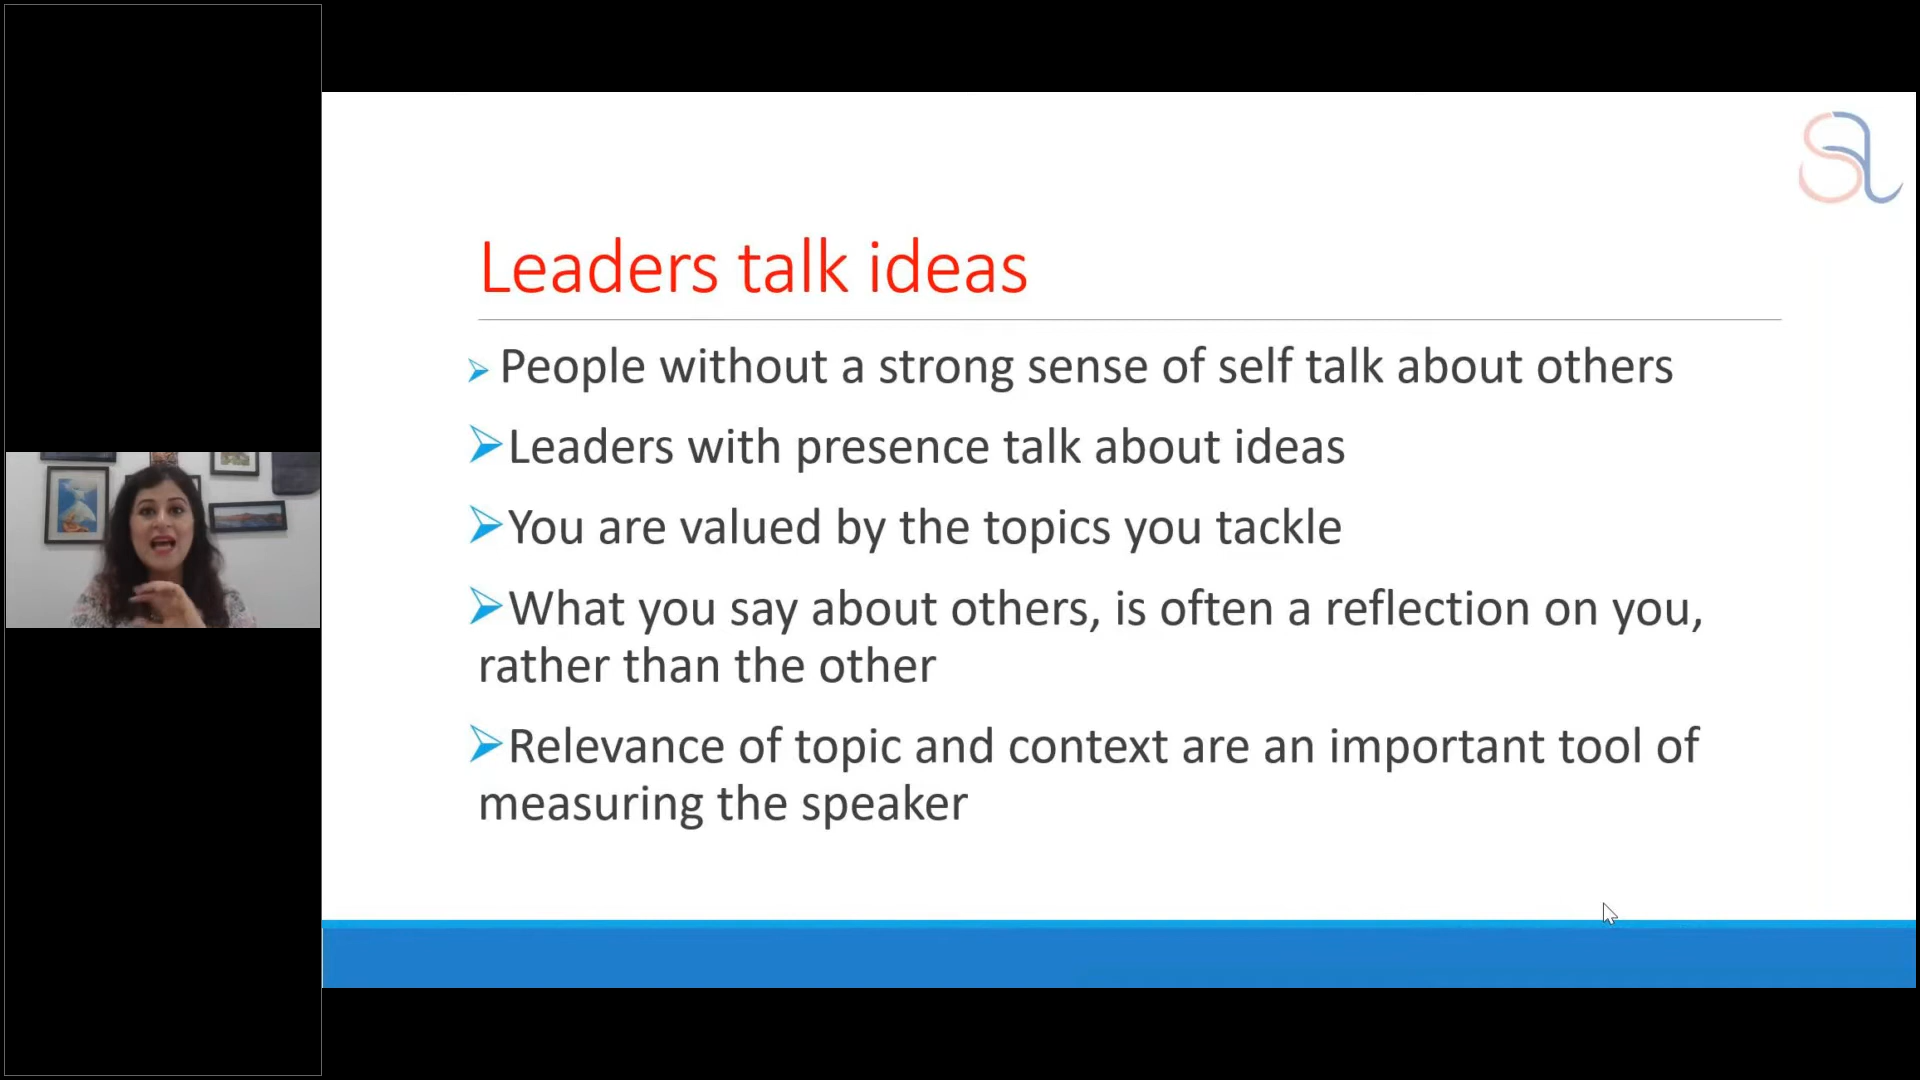 Leaders talk ideas
People without a strong sense of self talk about others
Leaders with presence talk about ideas
You are valued by the topics you tackle
What you say about others, is often a reflection on you,
rather than the other
Relevance of topic and context are an important tool of
measuring the speaker